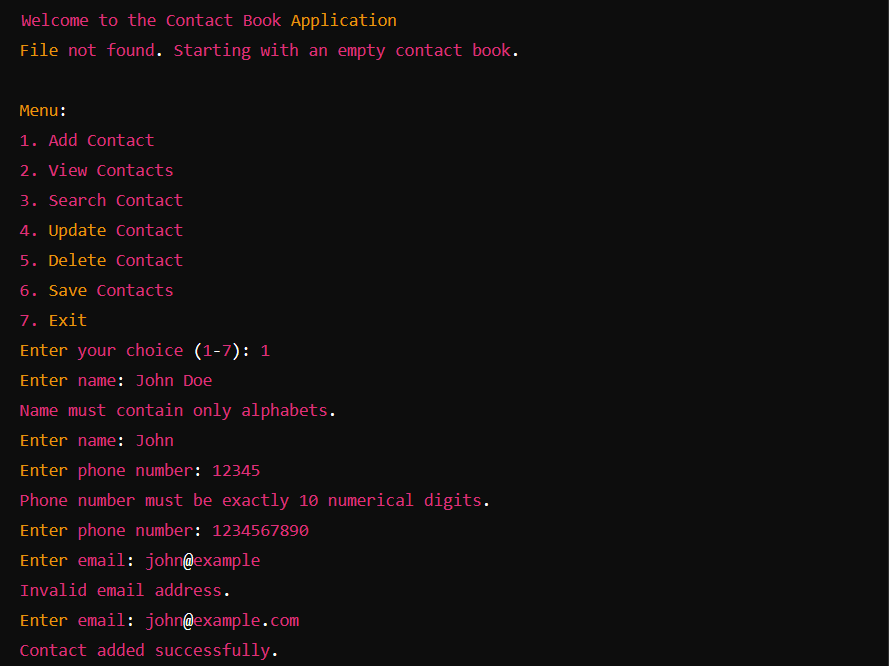 Welcome to the Contact Book Application
File not found. Starting with an empty contact book.
Menu:
1. Add Contact
2. View Contacts
3. Search Contact
4. Update Contact
5. Delete Contact
6. Save Contacts
7. Exit
Enter your choice (1-7): 1
Enter name: John Doe
Name must contain only alphabets.
Enter name: John
Enter phone number: 12345
Phone number must be exactly 10 numerical digits.
Enter phone number: 1234567890
Enter email: john@example
Invalid email address.
Enter email: john@example.com
Contact added successfully.